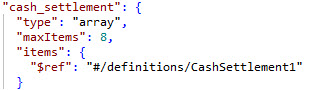 "cash_settlement": {
  "type": "array",
  "maxItems": 8,
  "items": {
    "$ref": "#/definitions/CashSettlement1"
  }